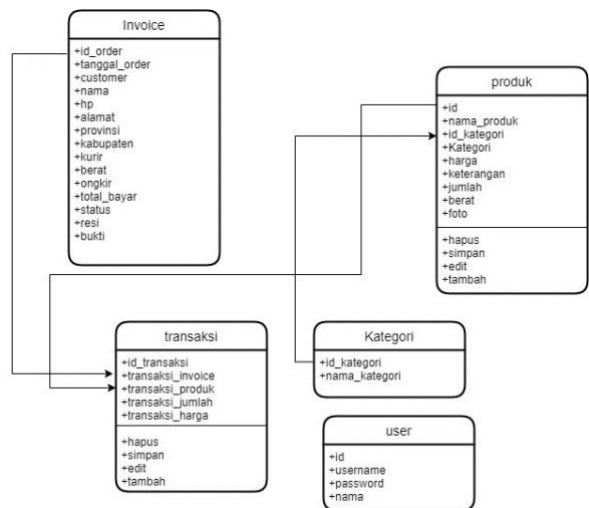 Invoice
+id_order
+tanggal_order
+customer
+nama
+hp
+alamat
+provinsi
+kabupaten
+kurir
+berat
+ongkir
+total_bayar
+status
+resi
+bukti
produk
+id
+nama_produk
+id_kategori
+Kategori
+harga
+keterangan
+jumlah
+berat
+foto
+hapus
+simpan
+edit
+tambah
transaksi
+id_transaksi
+transaksi_invoice
+transaksi_produk
+transaksi_jumlah
+transaksi_harga
+hapus
+simpan
+edit
+tambah
Kategori
+id_kategori
+nama_kategori
user
+id
+username
+password
+nama